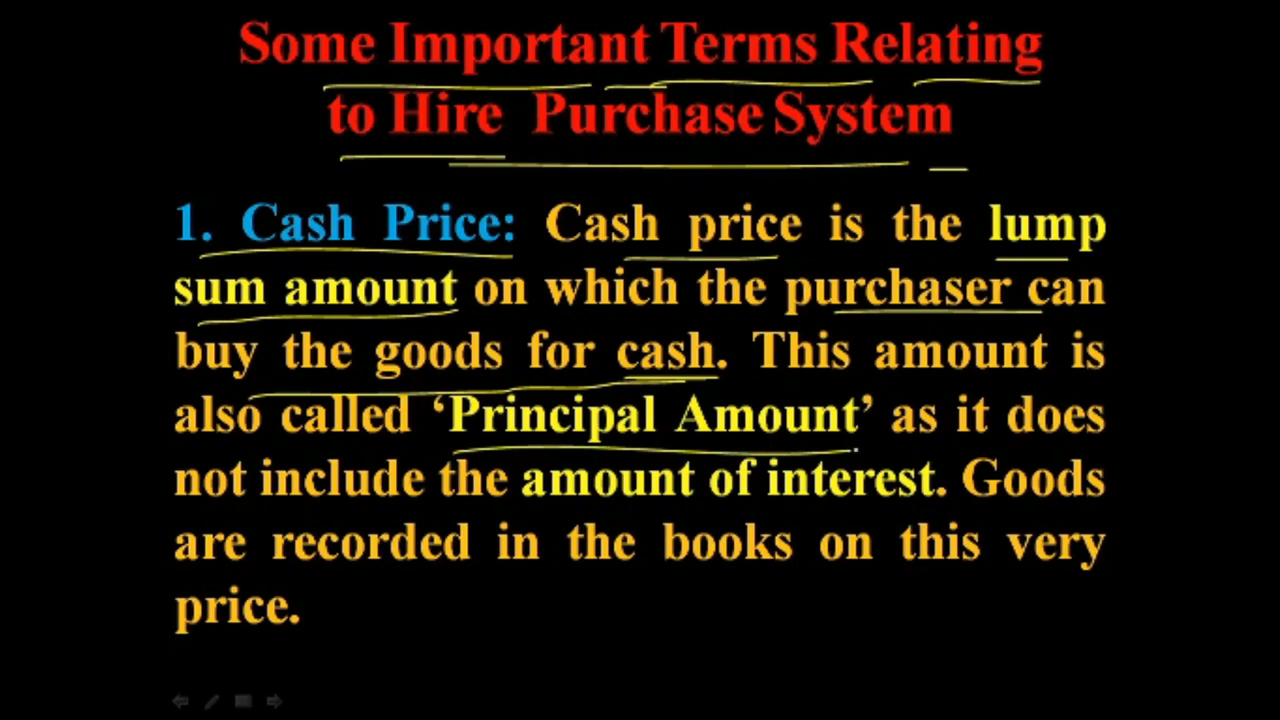 Some Important Terms Relating
to Hire Purchase System
1. Cash Price: Cash price is the lump
sum amount on which the purchaser can
buy the goods for cash. This amount is
also called ‘Principal Amount’ as it does
not include the amount of interest. Goods
are recorded in the books on this very
price.